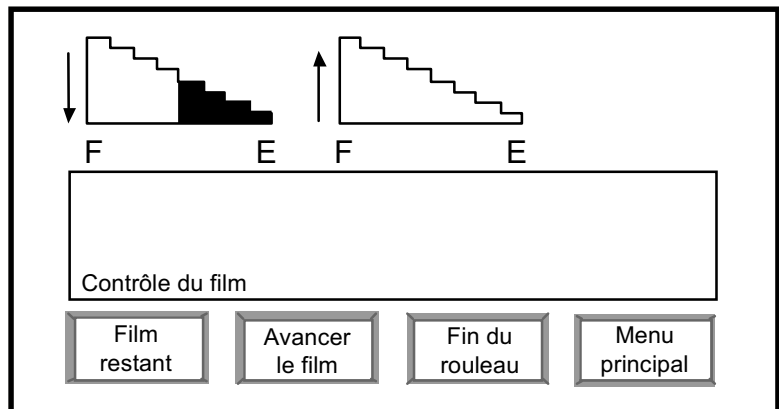 F E F E
Contrôle du film
Film
restant
Avancer
le film
Fin du
rouleau
Menu
principal